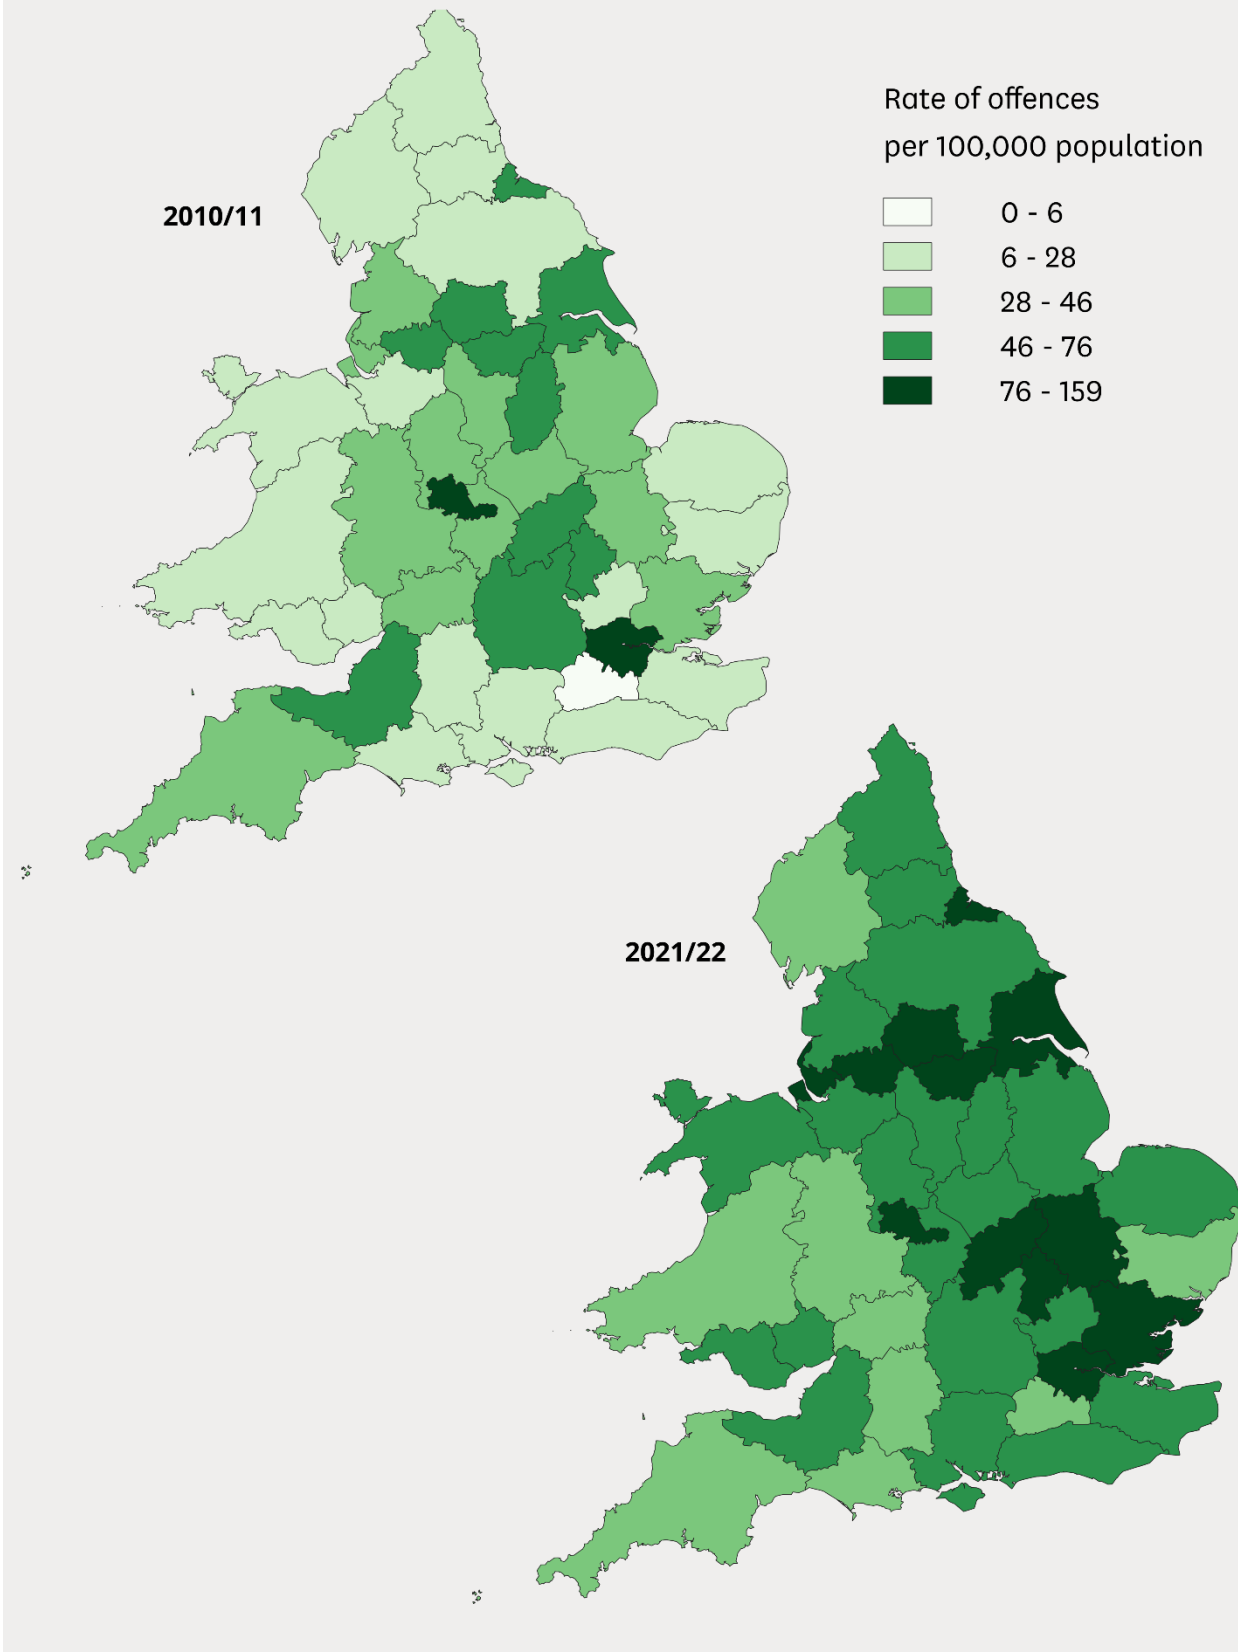 Rate of offences
per 100,000 population
0 - 6
6 - 28
28 - 46
46 - 76
76 - 159
2010/11
2021/22